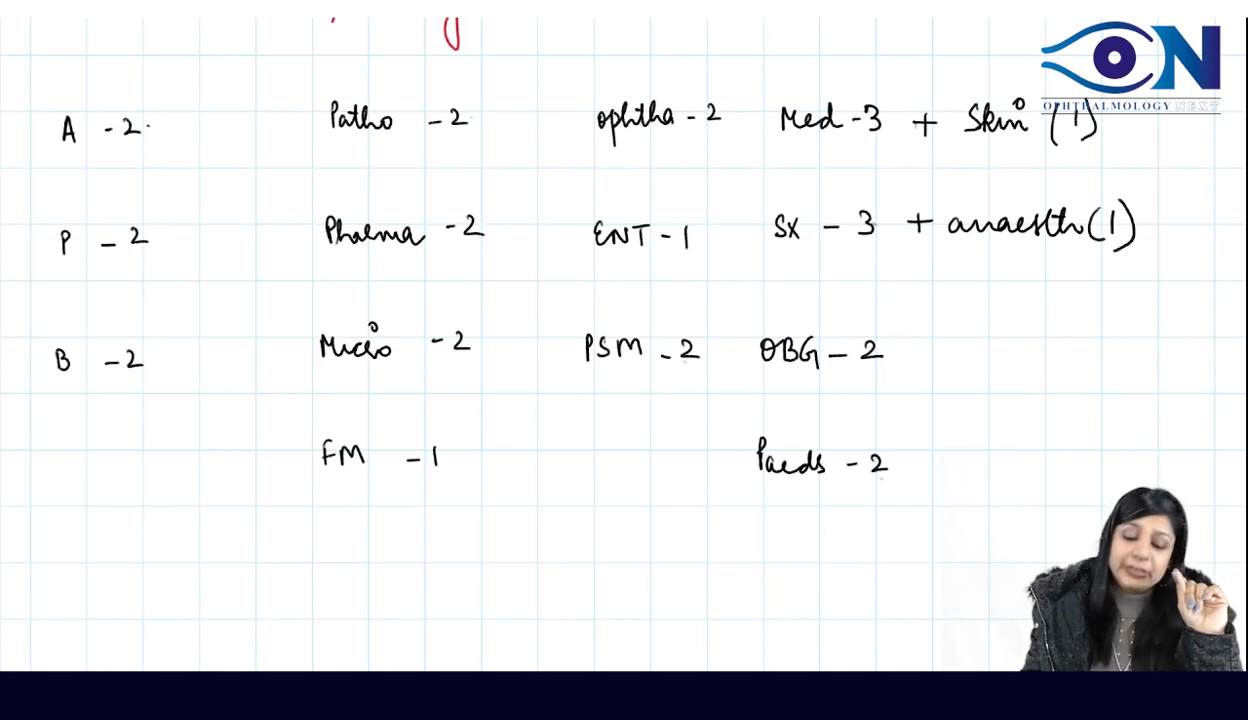 ON
OPHTHALMOLOGY NEXT
A - 2. Patho - 2 Ophtha - 2 Med - 3 + Skin (1)
P - 2 Pharma - 2 ENT - 1 Sx - 3 + anaesth (1)
B - 2 Micro - 2 PSM - 2 OBG - 2
FM - 1 Paeds - 2